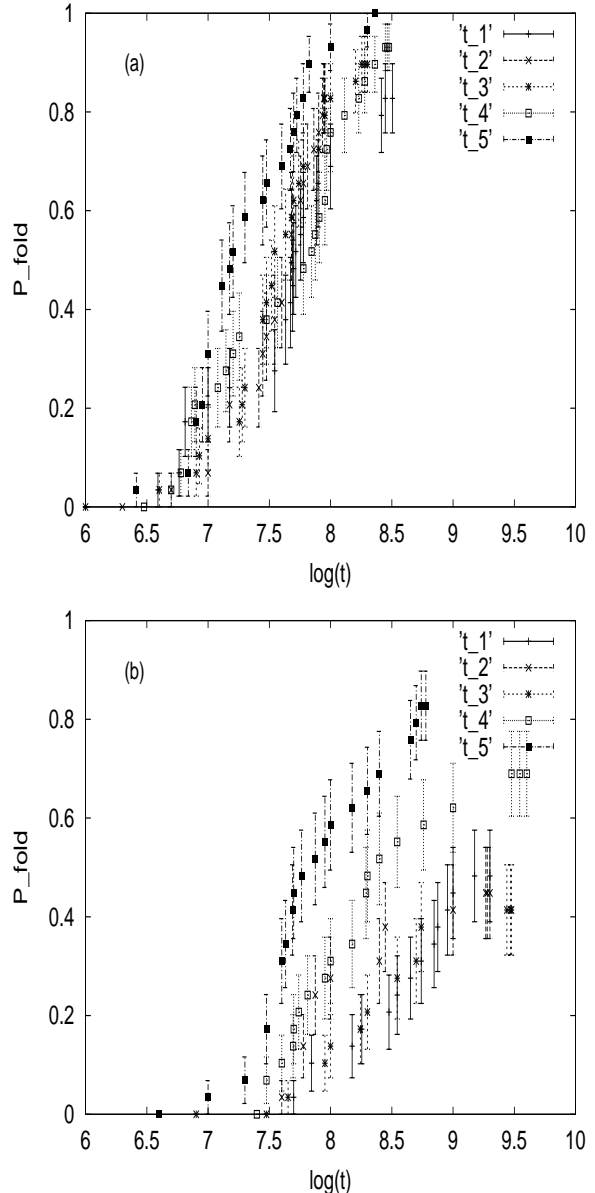 1
(a)
't_1'
't_2'
't_3'
't_4'
't_5'
0.8
0.6
0.4
0.2
0
P_fold
6 6.5 7 7.5 8 8.5 9 9.5 10
log(t)
1
(b)
't_1'
't_2'
't_3'
't_4'
't_5'
0.8
0.6
0.4
0.2
0
P_fold
6 6.5 7 7.5 8 8.5 9 9.5 10
log(t)